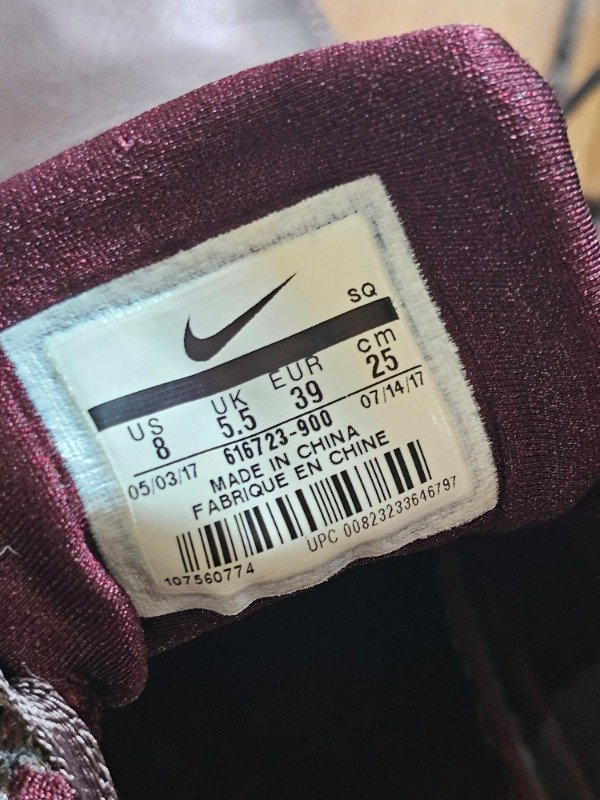 SQ
US UK EUR cm
8 5.5 39 25
05/03/17 616723-900 07/14/17
MADE IN CHINA
FABRIQUE EN CHINE
UPC 00823233646797
107560774